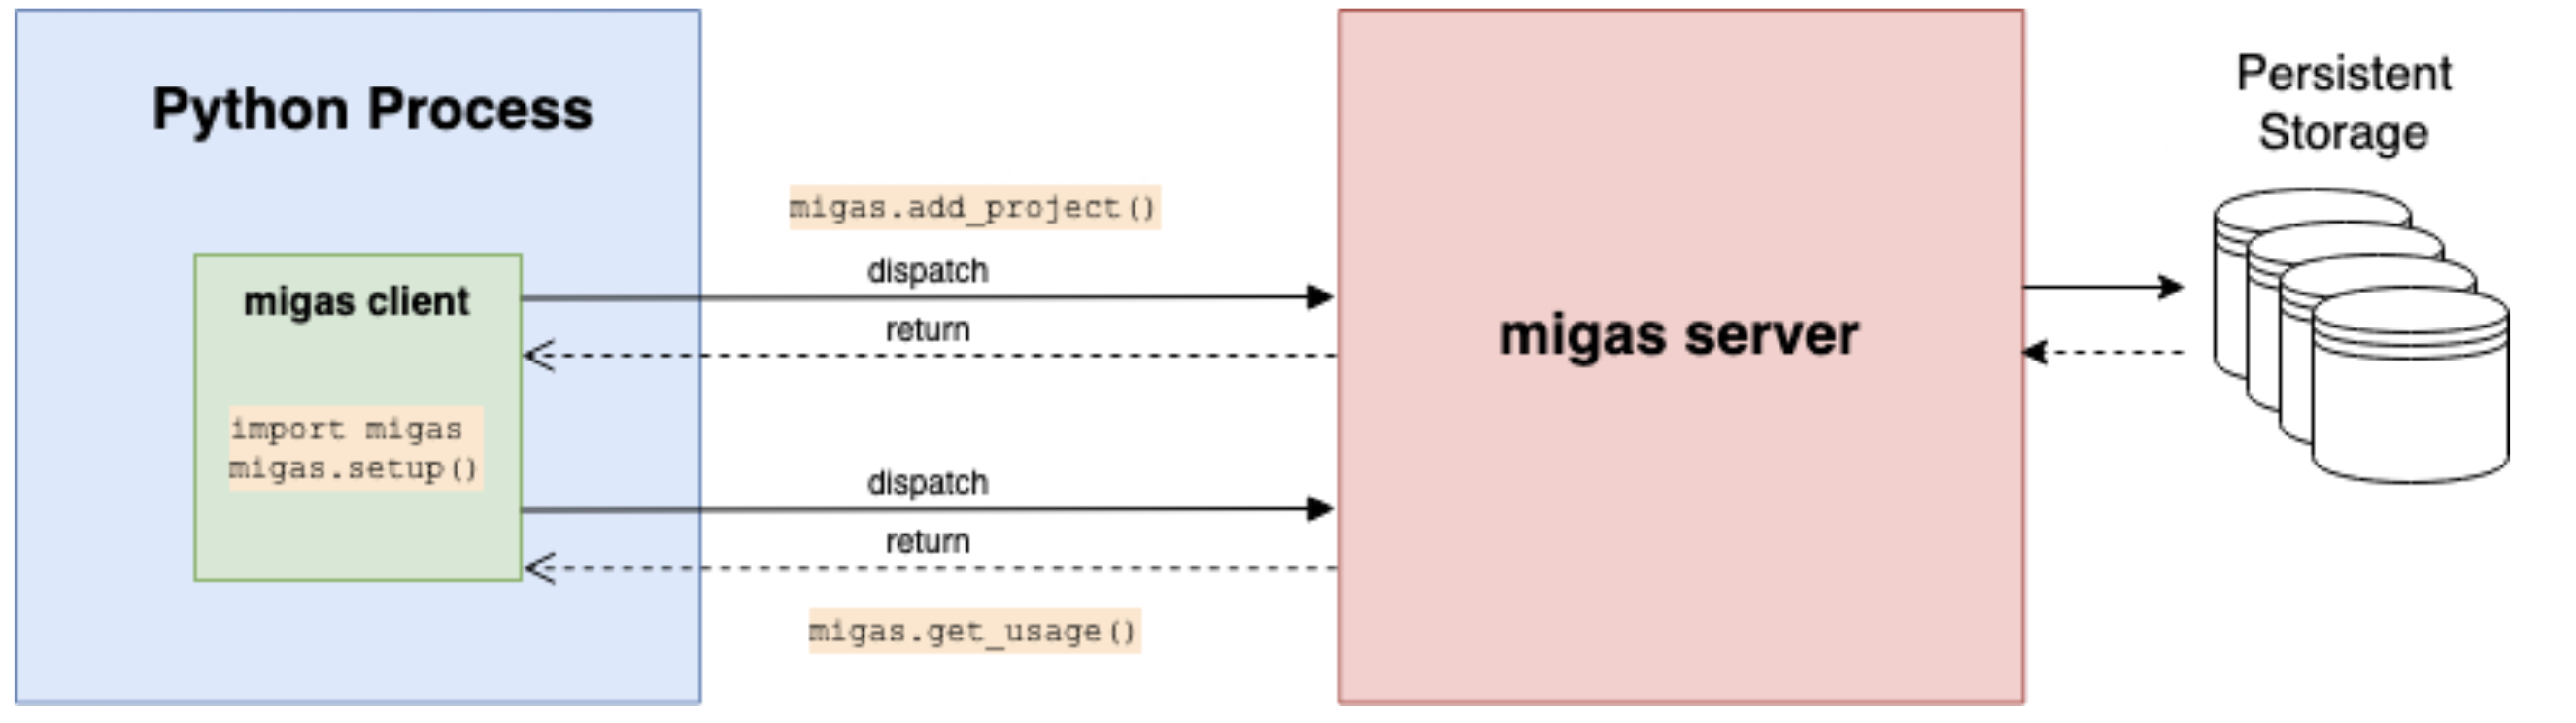 Python Process
migas client
import migas
migas.setup()
migas.add_project()
dispatch
return
dispatch
return
migas.get_usage()
migas server
Persistent
Storage